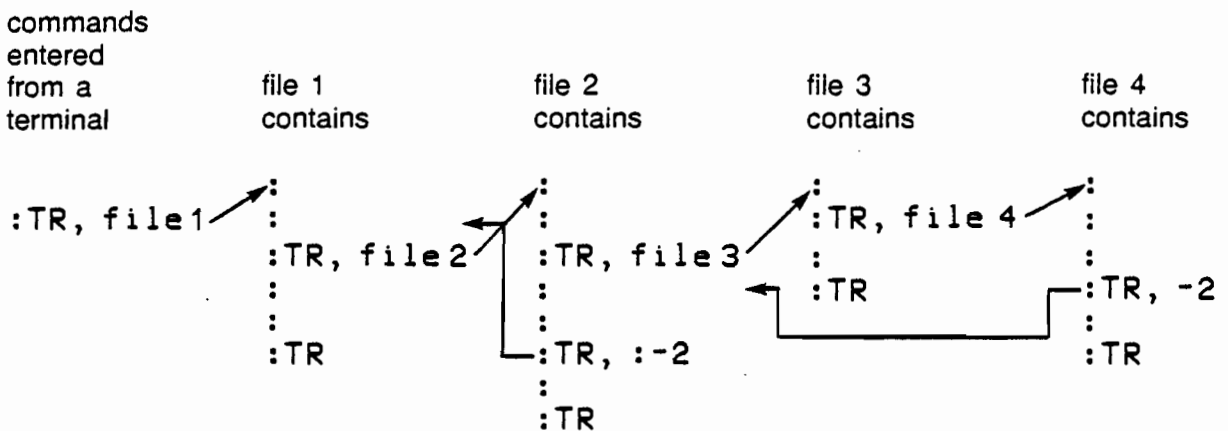 commands
entered
from a
terminal
file 1
contains
file 2
contains
file 3
contains
file 4
contains
:TR, file1
:
:
:TR, file2
:
:
:TR
:
:
:TR, file3
:
:
:TR, :-2
:
:TR
:
:TR, file 4
:
:TR
:
:
:
:TR, -2
:
:TR